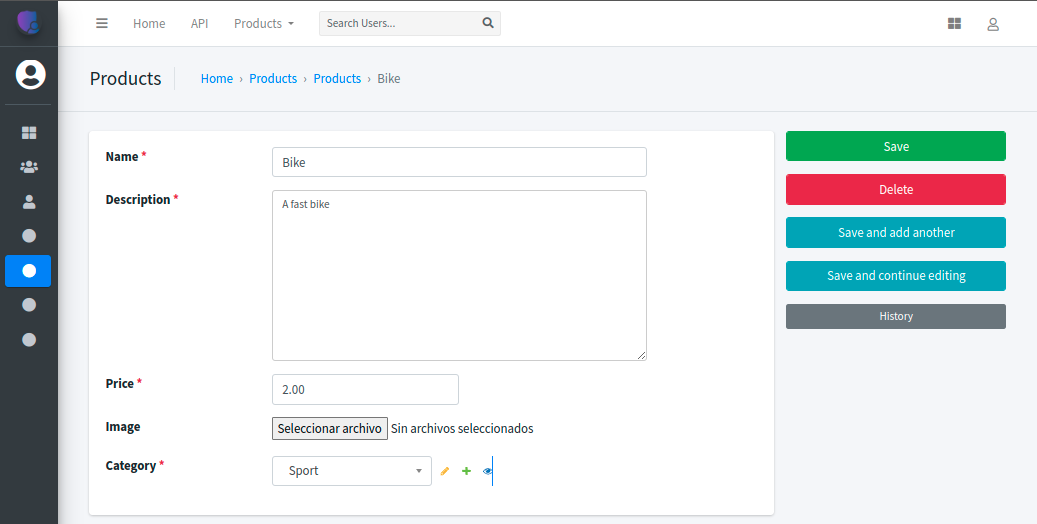 Home API Products Search Users...
Products Home › Products › Products › Bike
Name * Bike
Description * A fast bike
Price * 2.00
Image Seleccionar archivo Sin archivos seleccionados
Category * Sport
Save
Delete
Save and add another
Save and continue editing
History